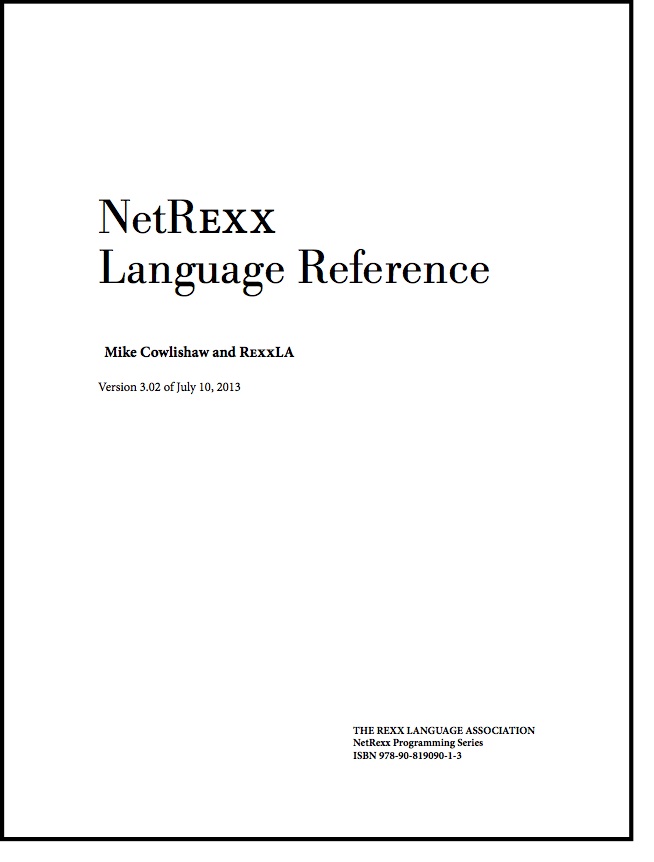 NetRexx
Language Reference
Mike Cowlishaw and RexxLA
Version 3.02 of July 10, 2013
THE REXX LANGUAGE ASSOCIATION
NetRexx Programming Series
ISBN 978-90-819090-1-3